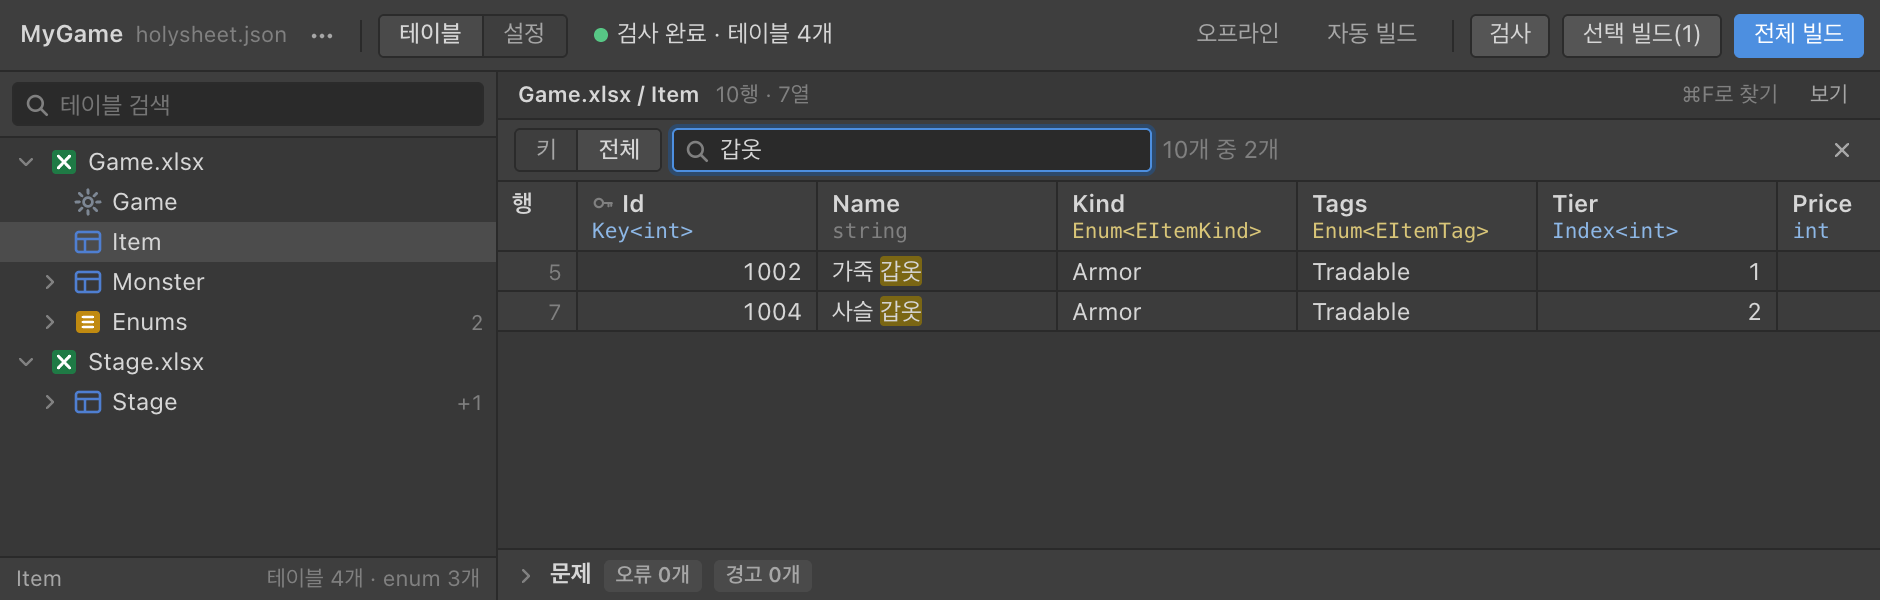 MyGame holysheet.json ••• 테이블 설정 검사 완료 · 테이블 4개 오프라인 자동 빌드 검사 선택 빌드(1) 전체 빌드
테이블 검색
Game.xlsx
Game
Item
Monster
Enums 2
Stage.xlsx
Stage +1
Item 테이블 4개 · enum 3개
Game.xlsx / Item 10행 · 7열 ⌘F로 찾기 보기
키 전체 갑옷 10개 중 2개
행 Id Name Kind Tags Tier Price
Key<int> string Enum<EItemKind> Enum<EItemTag> Index<int> int
5 1002 가죽 갑옷 Armor Tradable 1
7 1004 사슬 갑옷 Armor Tradable 2
문제 오류 0개 경고 0개